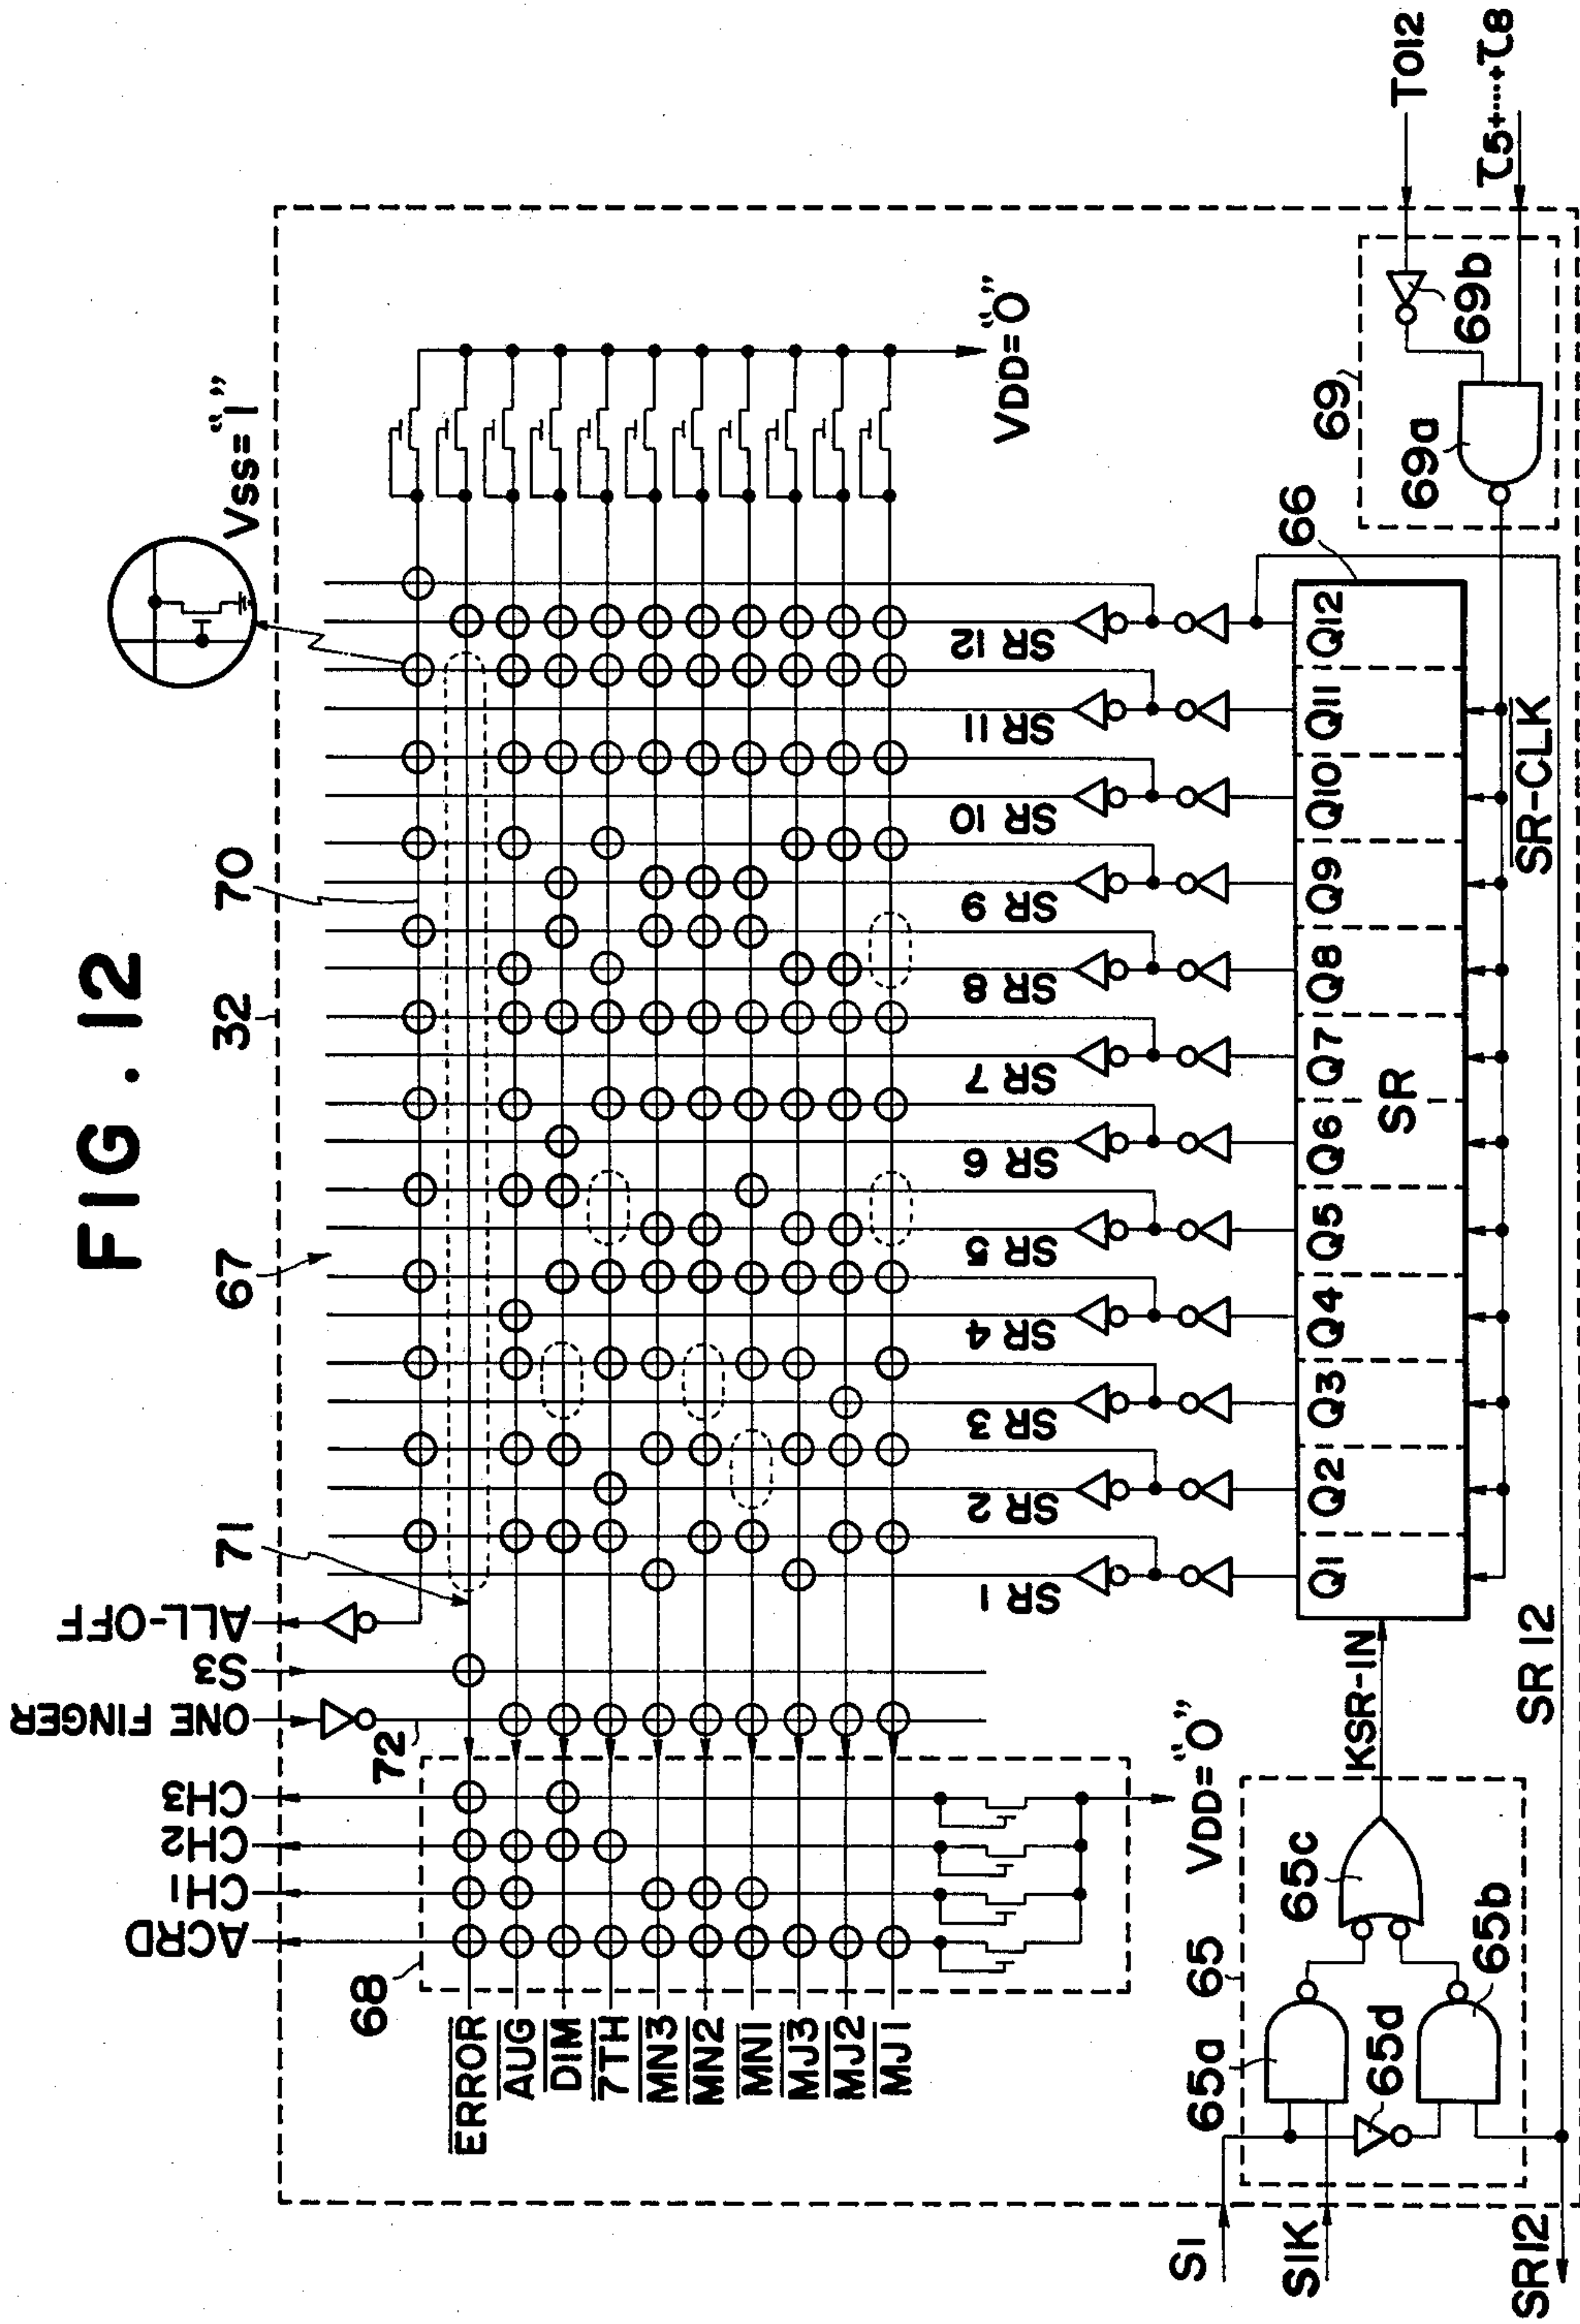 FIG. 12
Vss="1"
67
32
70
71
ALL-OFF
S3
ONE FINGER
72
CH3
CH2
CH1
ACRD
68
ERROR
AUG
DIM
7TH
MN3
MN2
MN1
MJ3
MJ2
MJ1
VDD="0"
VDD="0"
SR 1
SR 2
SR 3
SR 4
SR 5
SR 6
SR 7
SR 8
SR 9
SR 10
SR 11
SR 12
Q1
Q2
Q3
Q4
Q5
Q6
Q7
Q8
Q9
Q10
Q11
Q12
SR
66
KSR-IN
SR-CLK
SR 12
65
65a
65b
65c
65d
S1
S1K
SR12
69
69a
69b
T012
τ5+····+τ8